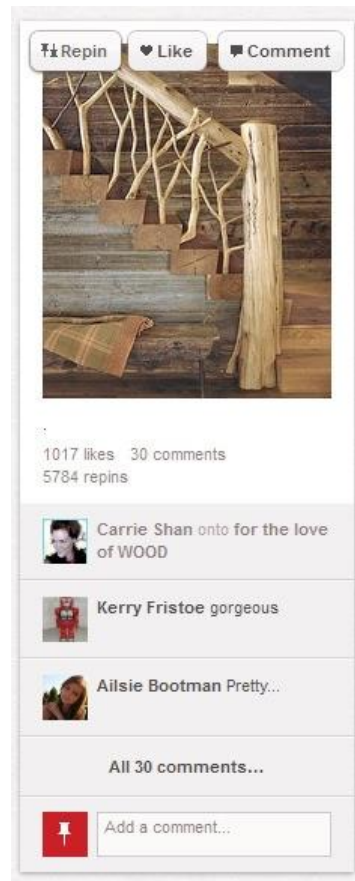 Repin Like Comment
.
1017 likes 30 comments
5784 repins
Carrie Shan onto for the love
of WOOD
Kerry Fristoe gorgeous
Ailsie Bootman Pretty...
All 30 comments...
Add a comment...